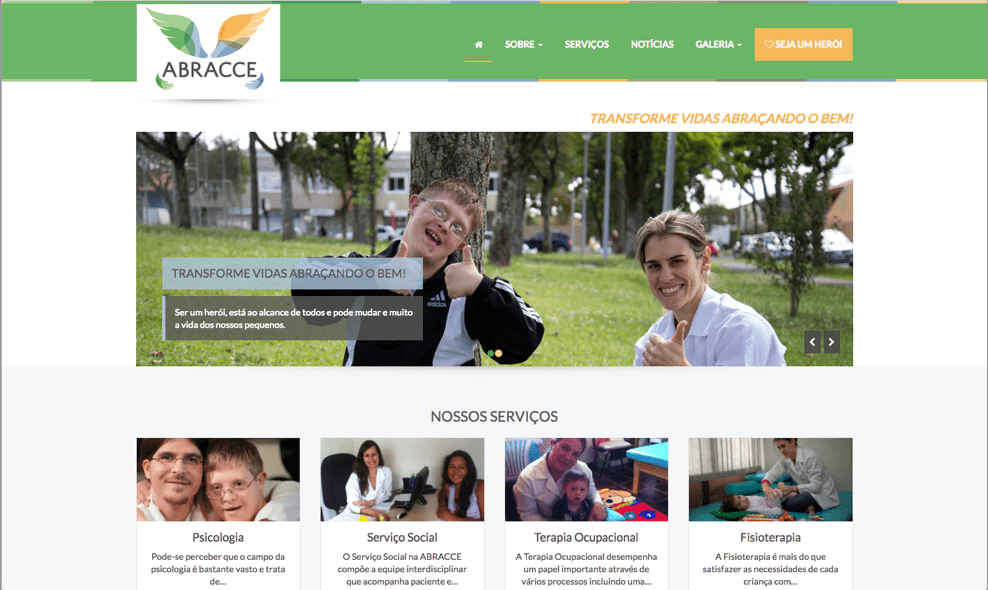 ABRACCE
SOBRE
SERVIÇOS
NOTÍCIAS
GALERIA
SEJA UM HERÓI
TRANSFORME VIDAS ABRAÇANDO O BEM!
TRANSFORME VIDAS ABRAÇANDO O BEM!
Ser um herói, está ao alcance de todos e pode mudar e muito
a vida dos nossos pequenos.
adidas
NOSSOS SERVIÇOS
Psicologia
Pode-se perceber que o campo da
psicologia é bastante vasto e trata
de...
Serviço Social
O Serviço Social na ABRACCE
compõe a equipe interdisciplinar
que acompanha paciente e...
Terapia Ocupacional
A Terapia Ocupacional desempenha
um papel importante através de
vários processos incluindo uma...
Fisioterapia
A Fisioterapia é mais do que
satisfazer as necessidades de cada
criança com...